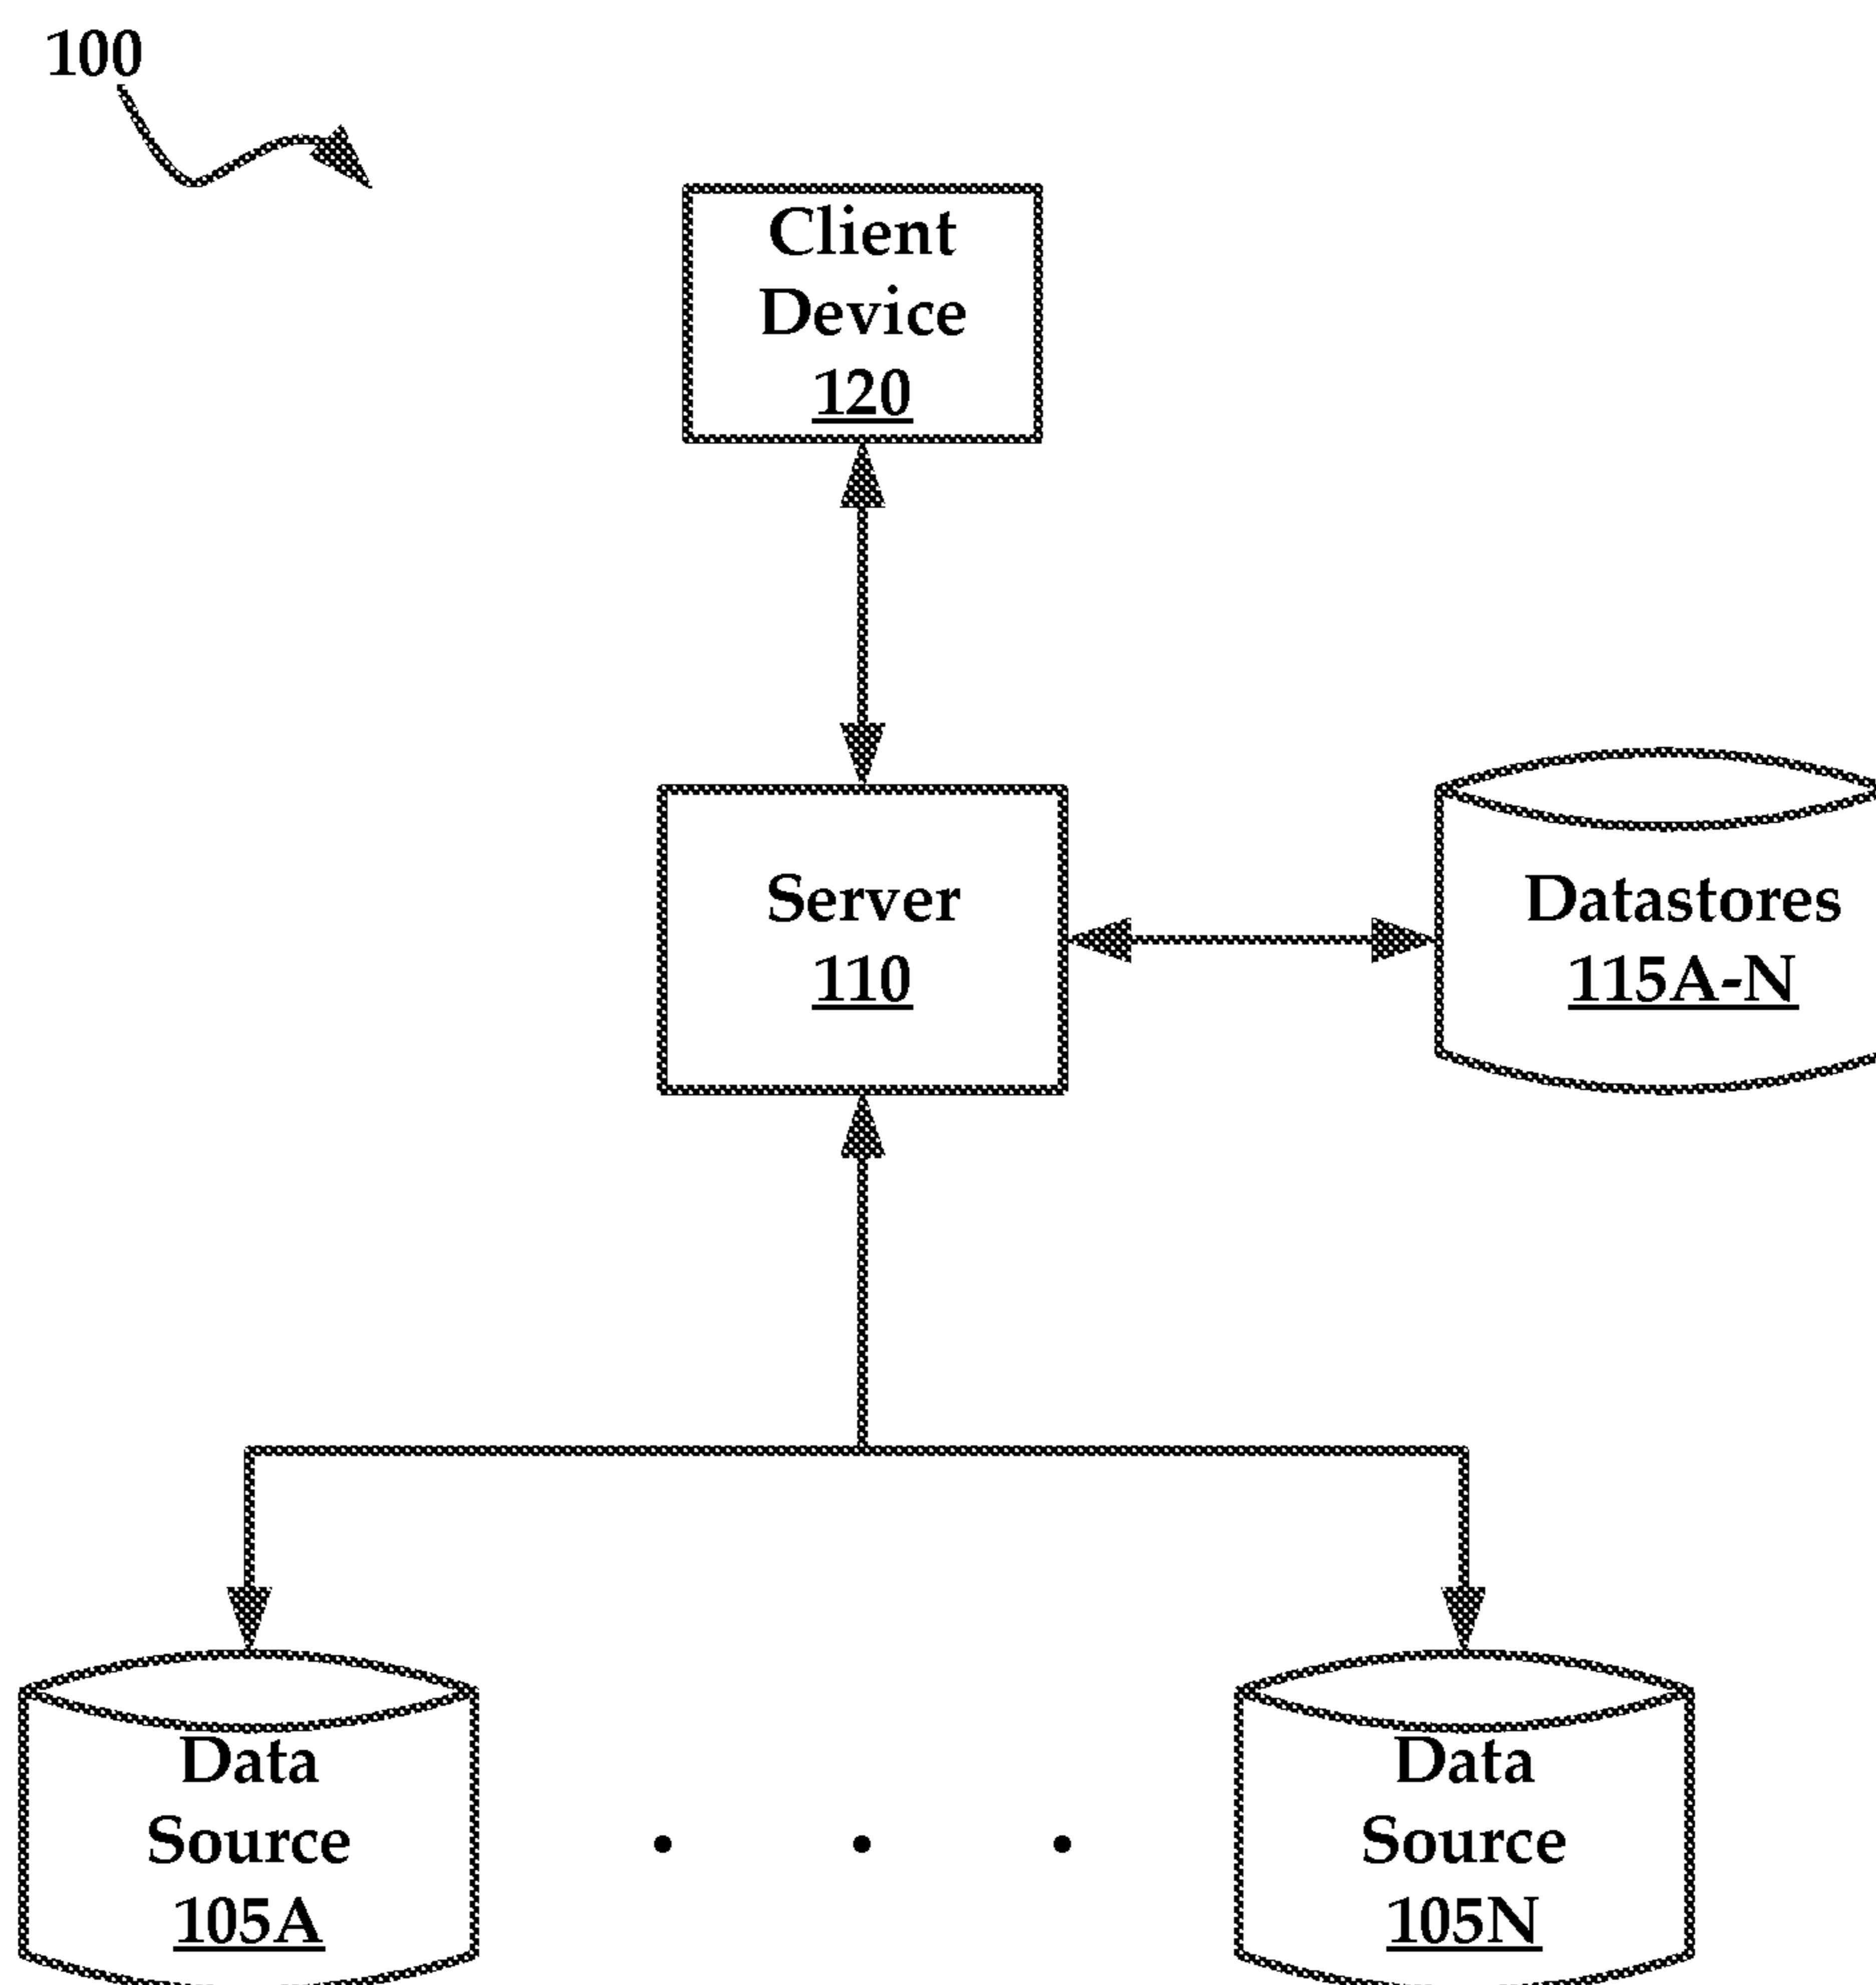 100
Client
Device
120
Server
110
Datastores
115A-N
Data
Source
105A
Data
Source
105N